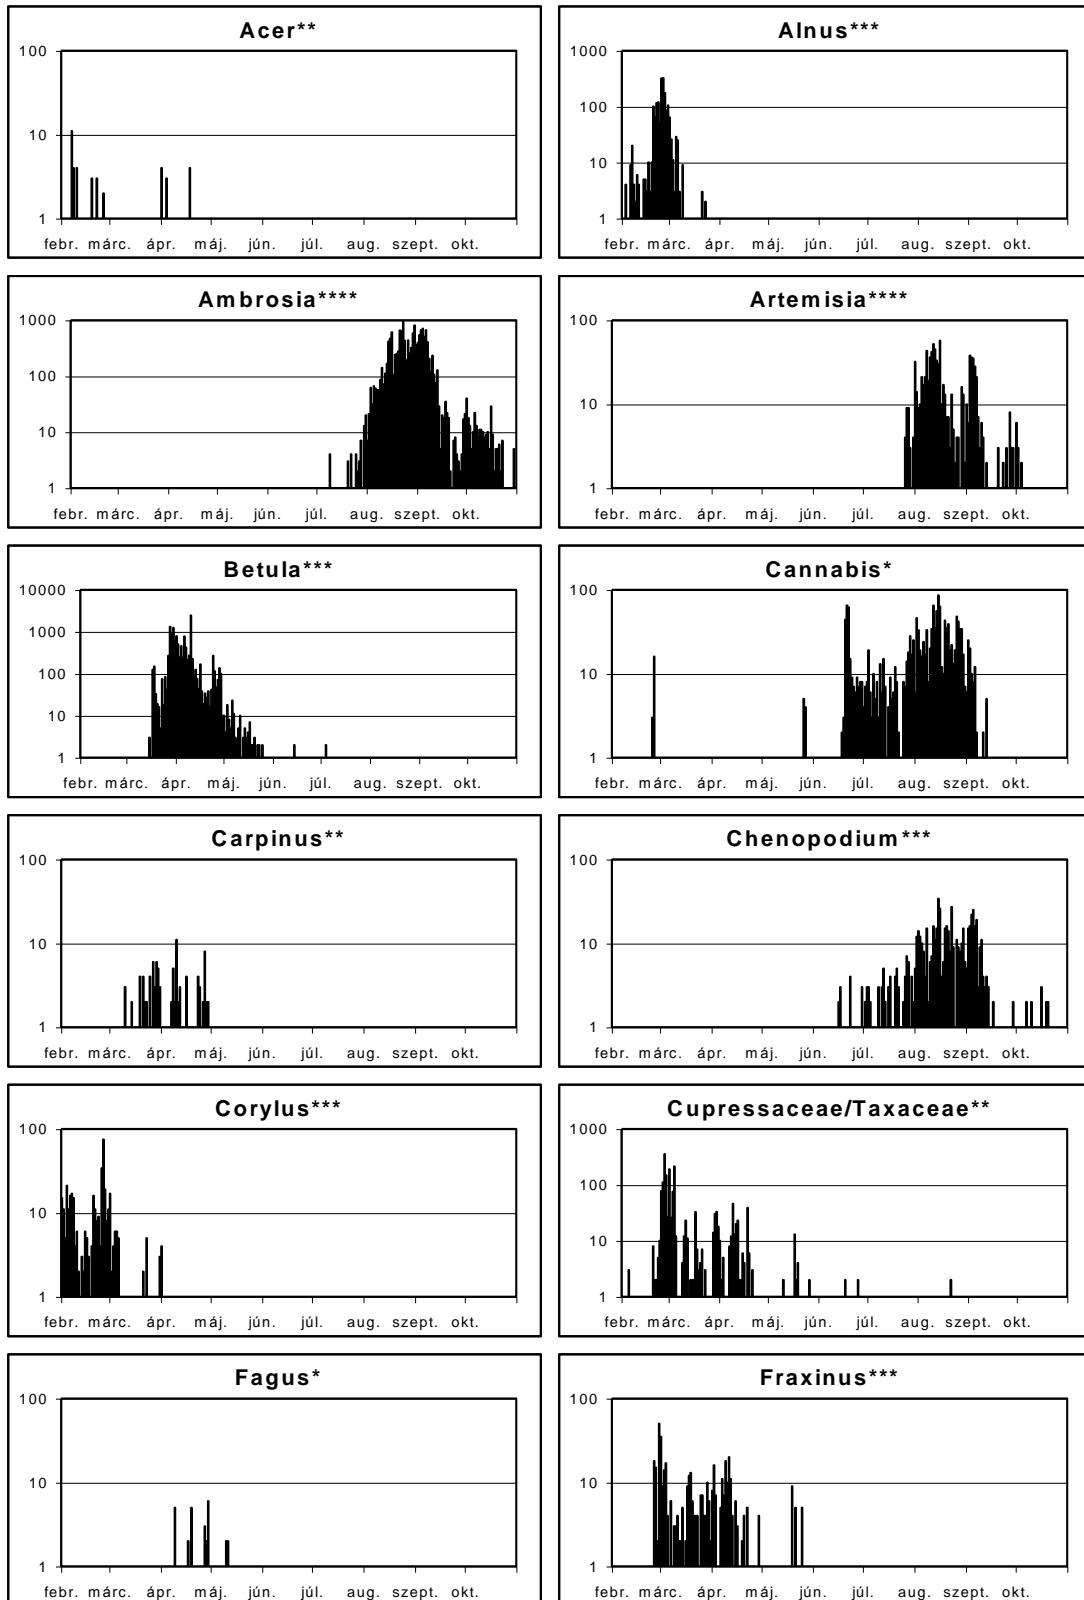 Acer**
100
10
1
febr. márc. ápr. máj. jún. júl. aug. szept. okt.
Alnus***
1000
100
10
1
febr. márc. ápr. máj. jún. júl. aug. szept. okt.
Ambrosia****
1000
100
10
1
febr. márc. ápr. máj. jún. júl. aug. szept. okt.
Artemisia****
100
10
1
febr. márc. ápr. máj. jún. júl. aug. szept. okt.
Betula***
10000
1000
100
10
1
febr. márc. ápr. máj. jún. júl. aug. szept. okt.
Cannabis*
100
10
1
febr. márc. ápr. máj. jún. júl. aug. szept. okt.
Carpinus**
100
10
1
febr. márc. ápr. máj. jún. júl. aug. szept. okt.
Chenopodium***
100
10
1
febr. márc. ápr. máj. jún. júl. aug. szept. okt.
Corylus***
100
10
1
febr. márc. ápr. máj. jún. júl. aug. szept. okt.
Cupressaceae/Taxaceae**
1000
100
10
1
febr. márc. ápr. máj. jún. júl. aug. szept. okt.
Fagus*
100
10
1
febr. márc. ápr. máj. jún. júl. aug. szept. okt.
Fraxinus***
100
10
1
febr. márc. ápr. máj. jún. júl. aug. szept. okt.